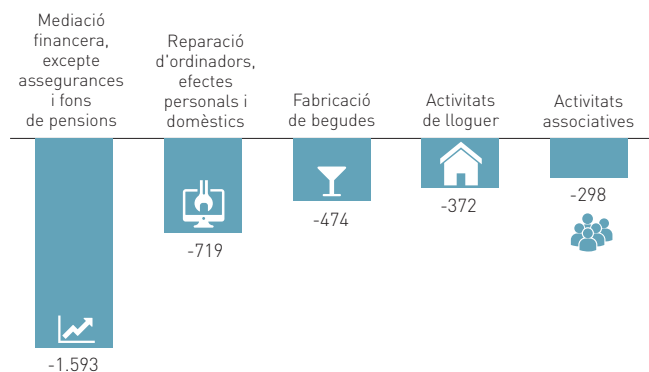 Mediació
financera,
excepte
assegurances
i fons
de pensions
Reparació
d'ordinadors,
efectes
personals i
domèstics
Fabricació
de begudes
Activitats
de lloguer
Activitats
associatives
-1.593
-719
-474
-372
-298